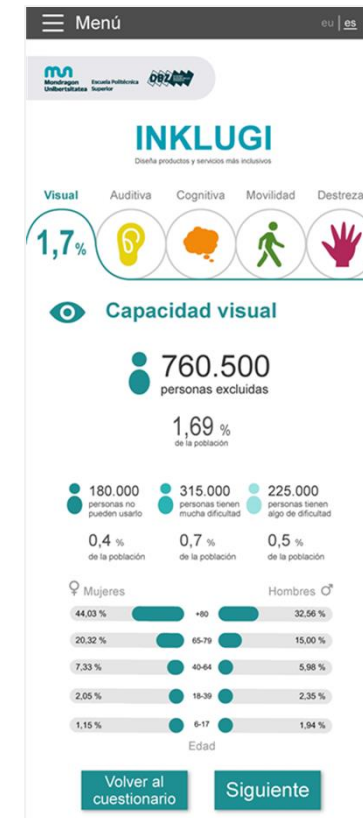 Menú
eu | es
Mondragon
Unibertsitatea
Escuela Politécnica
Superior
DBZ
INKLUGI
Diseña productos y servicios más inclusivos
Visual Auditiva Cognitiva Movilidad Destreza
1,7%
Capacidad visual
760.500
personas excluidas
1,69 %
de la población
180.000 315.000 225.000
personas no personas tienen personas tienen
pueden usarlo mucha dificultad algo de dificultad
0,4 % 0,7 % 0,5 %
de la población de la población de la población
Mujeres Hombres
44,03 % +80 32,56 %
20,32 % 65-79 15,00 %
7,33 % 40-64 5,98 %
2,05 % 18-39 2,35 %
1,15 % 6-17 1,94 %
Edad
Volver al
cuestionario
Siguiente